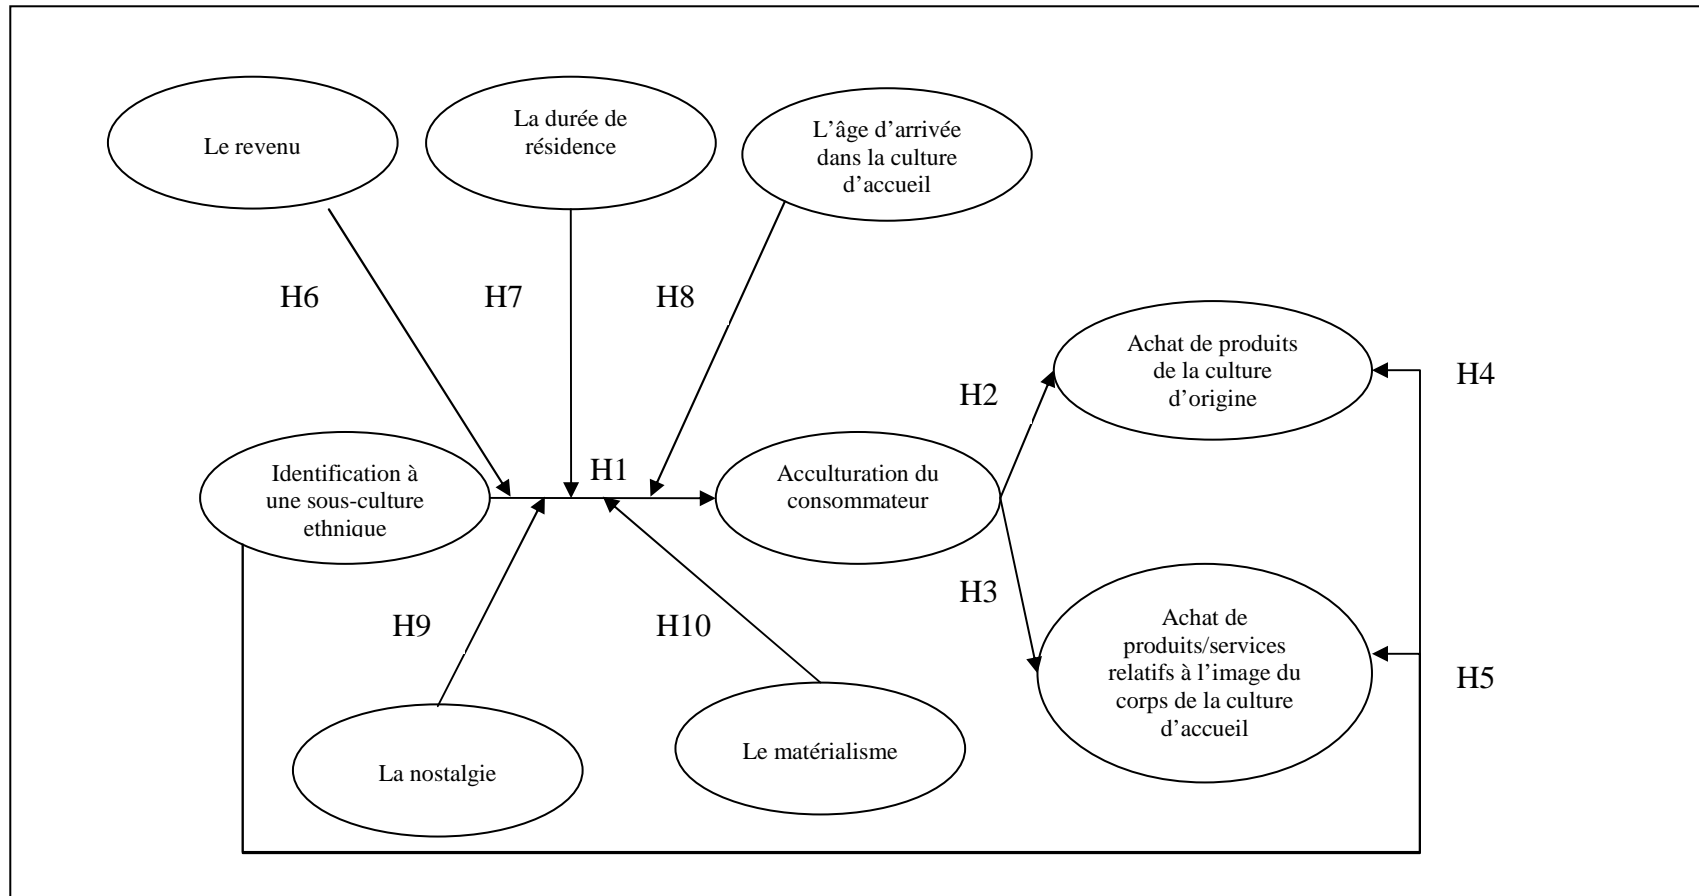 Le revenu
La durée de
résidence
L’âge d’arrivée
dans la culture
d’accueil
H6
H7
H8
Achat de produits
de la culture
d’origine
H4
H2
Identification à
une sous-culture
ethnique
H1
Acculturation du
consommateur
H3
H9
H10
Achat de
produits/services
relatifs à l’image du
corps de la culture
d’accueil
H5
La nostalgie
Le matérialisme